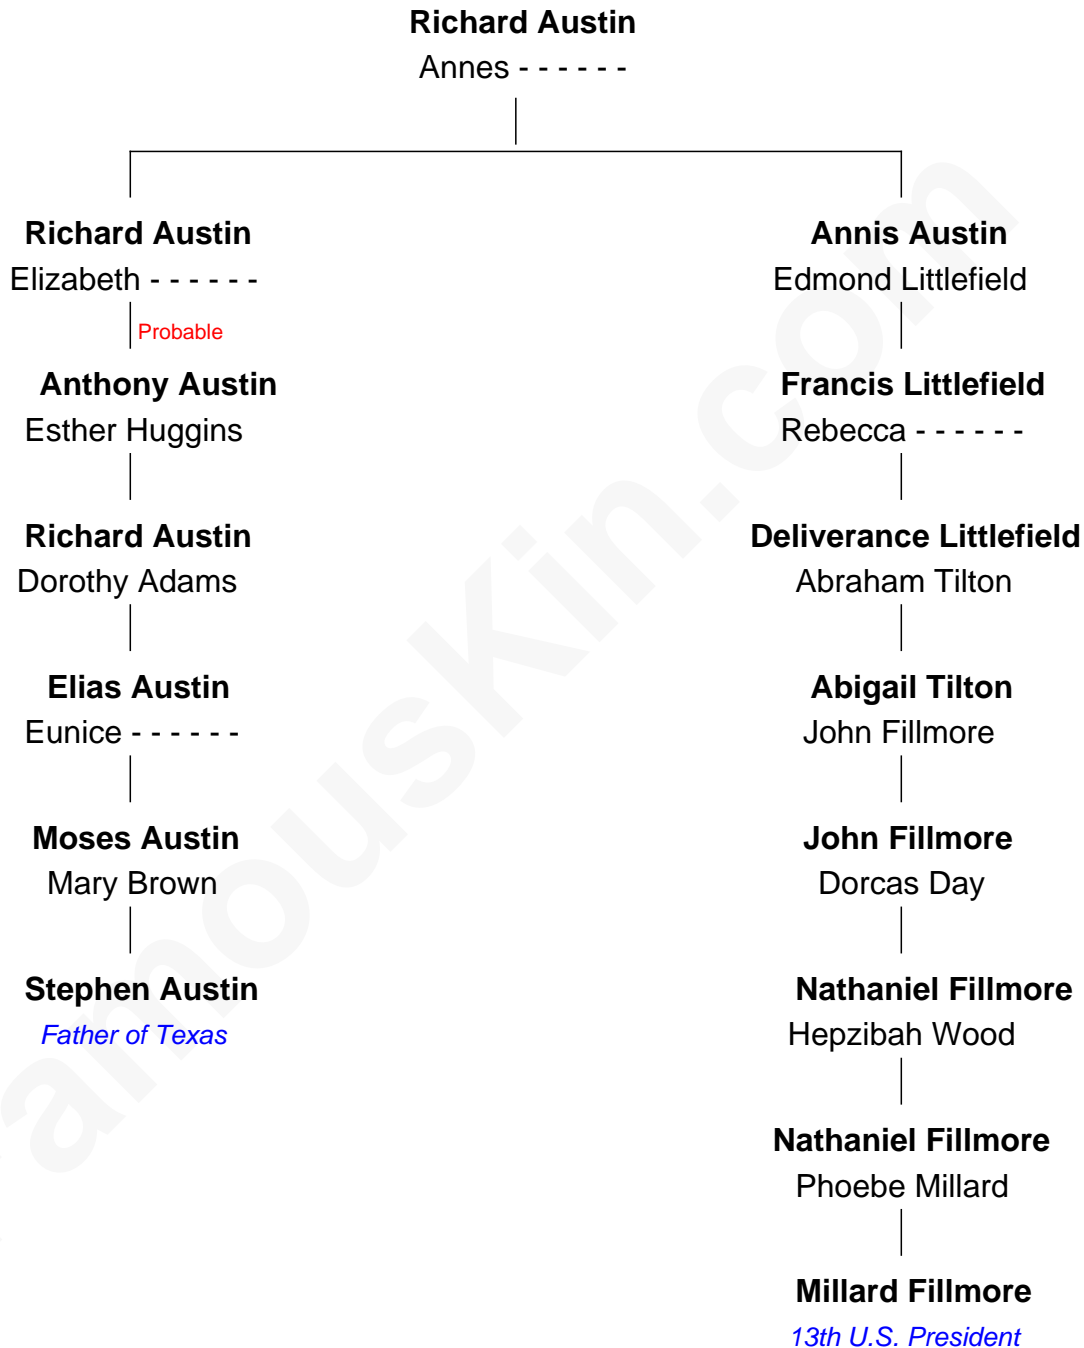 Richard Austin
Annes - - - - - -
Richard Austin
Elizabeth - - - - - -
Probable
Anthony Austin
Esther Huggins
Richard Austin
Dorothy Adams
Elias Austin
Eunice - - - - - -
Moses Austin
Mary Brown
Stephen Austin
Father of Texas
Annis Austin
Edmond Littlefield
Francis Littlefield
Rebecca - - - - - -
Deliverance Littlefield
Abraham Tilton
Abigail Tilton
John Fillmore
John Fillmore
Dorcas Day
Nathaniel Fillmore
Hepzibah Wood
Nathaniel Fillmore
Phoebe Millard
Millard Fillmore
13th U.S. President
amousKin.com